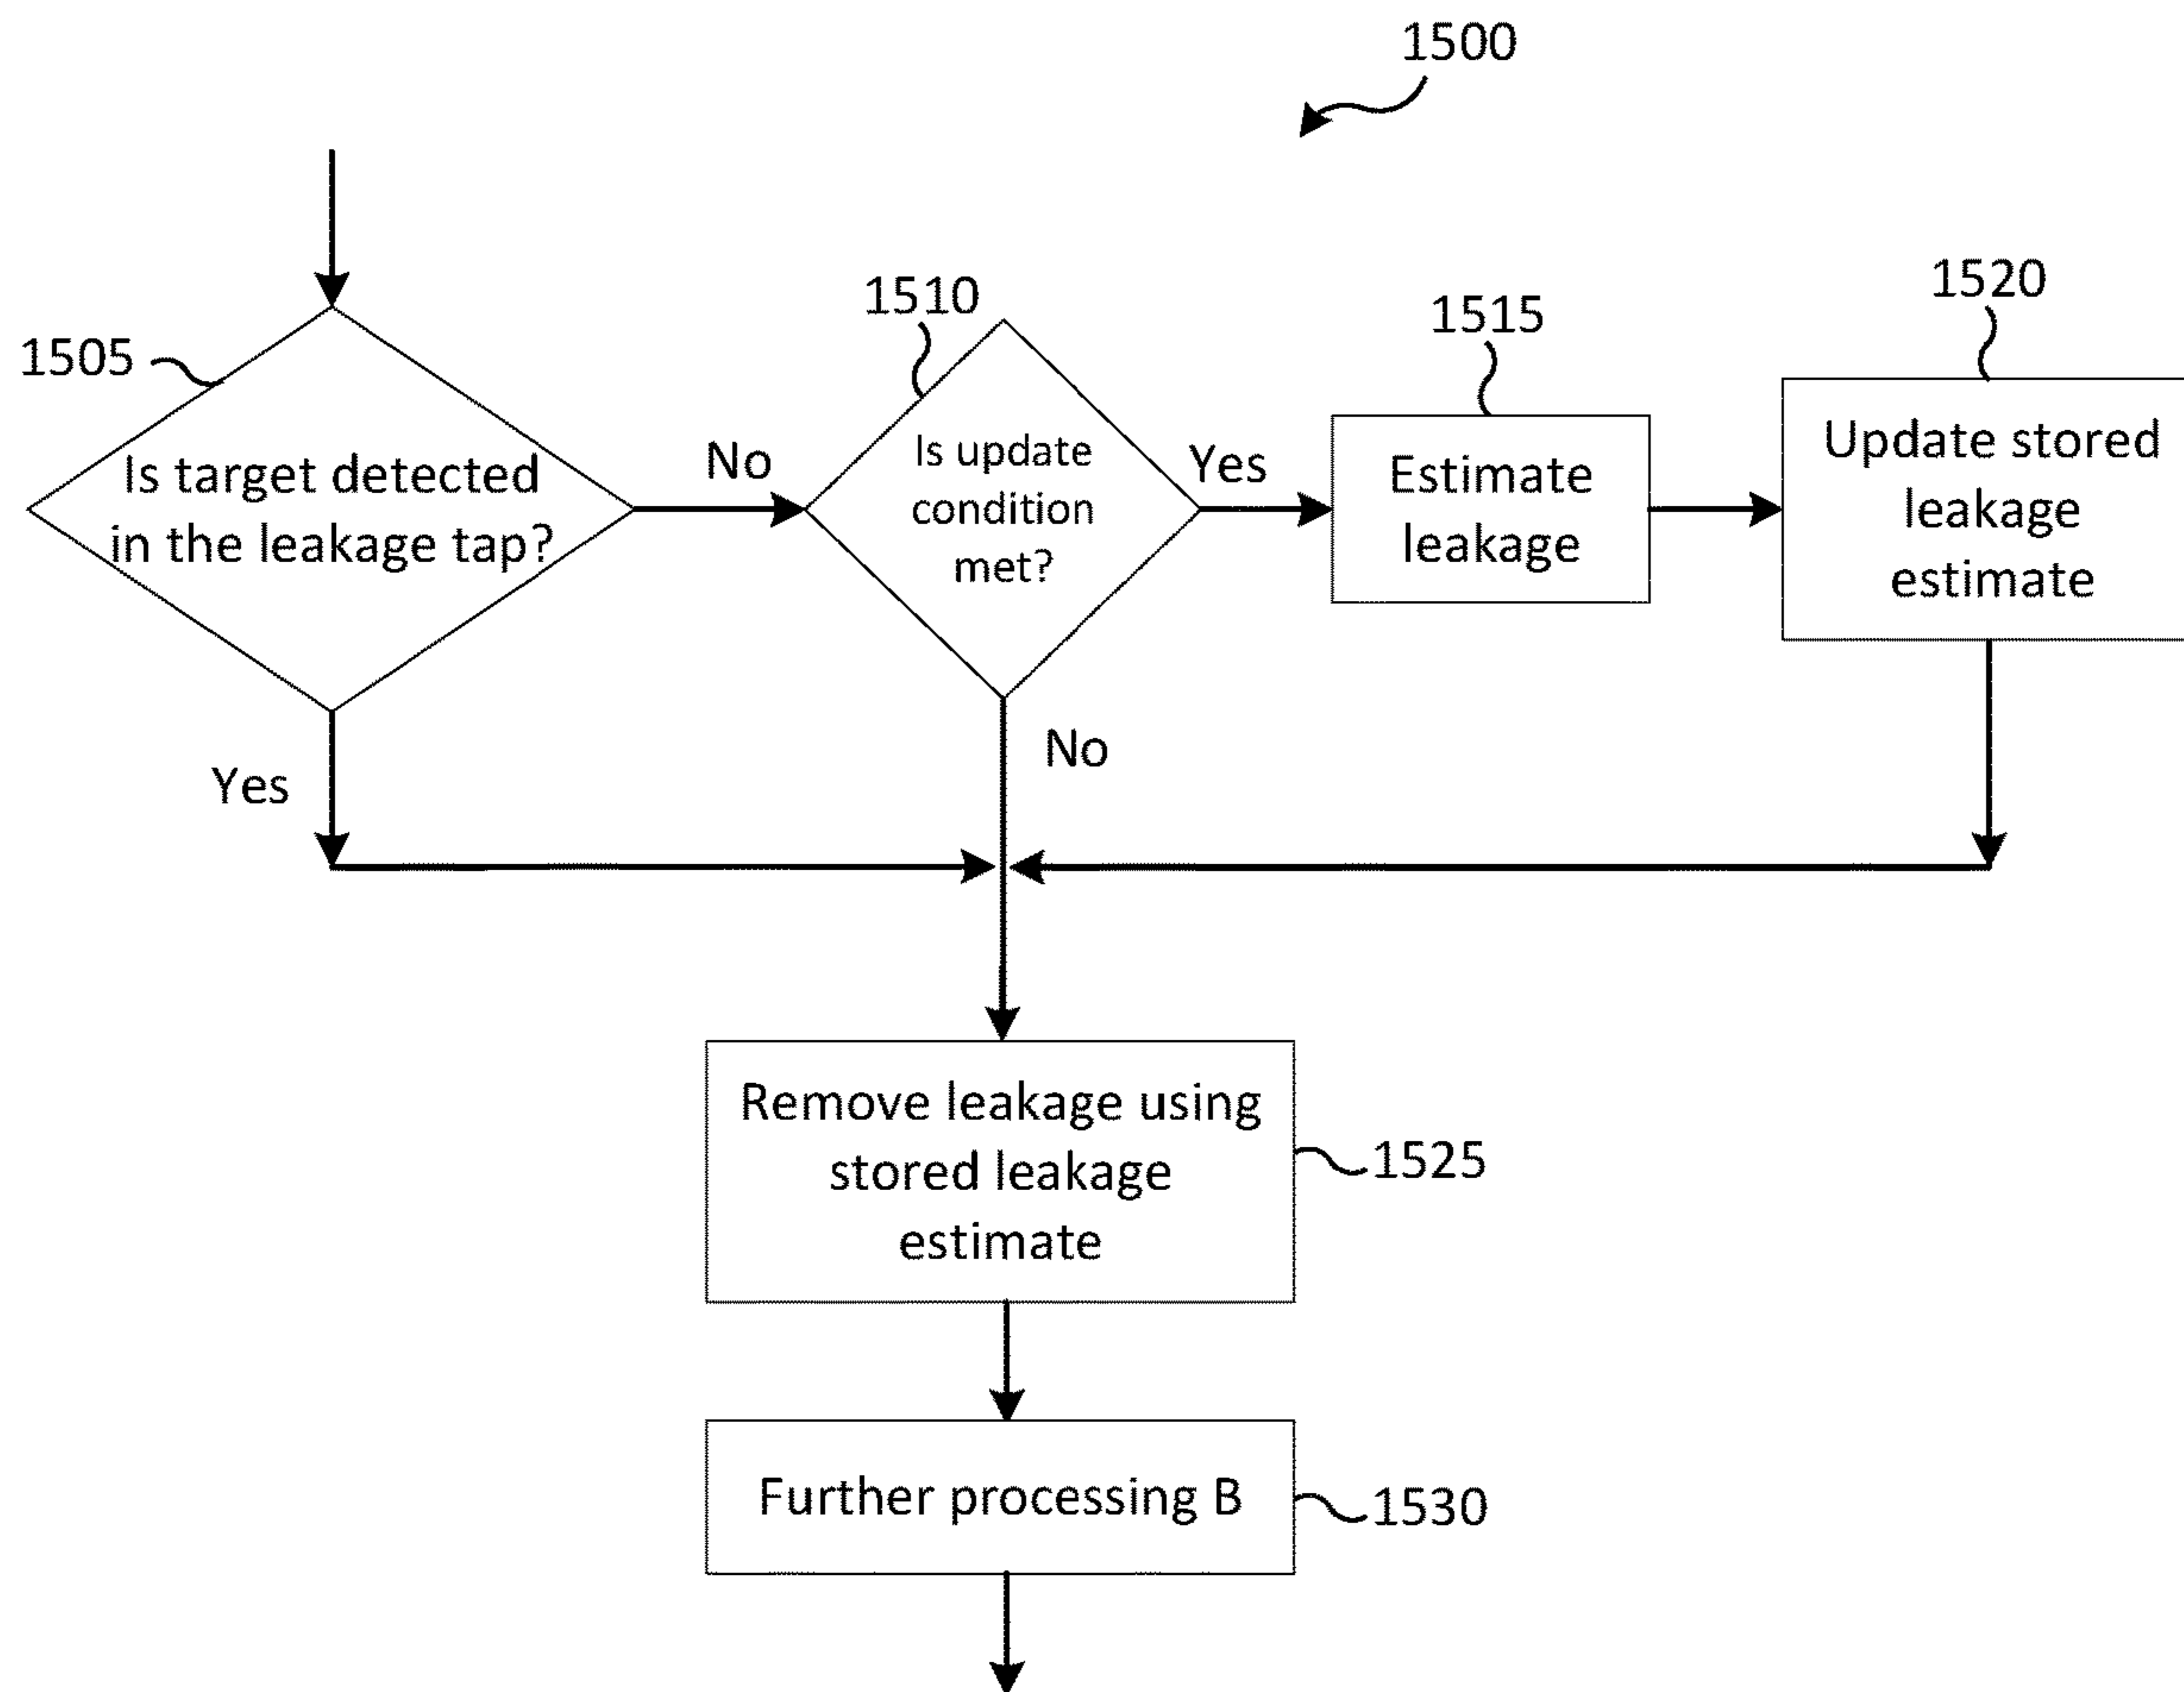 1500
1505
Is target detected
in the leakage tap?
Yes
No
1510
Is update
condition
met?
Yes
No
1515
Estimate
leakage
1520
Update stored
leakage
estimate
Remove leakage using
stored leakage
estimate
1525
Further processing B
1530